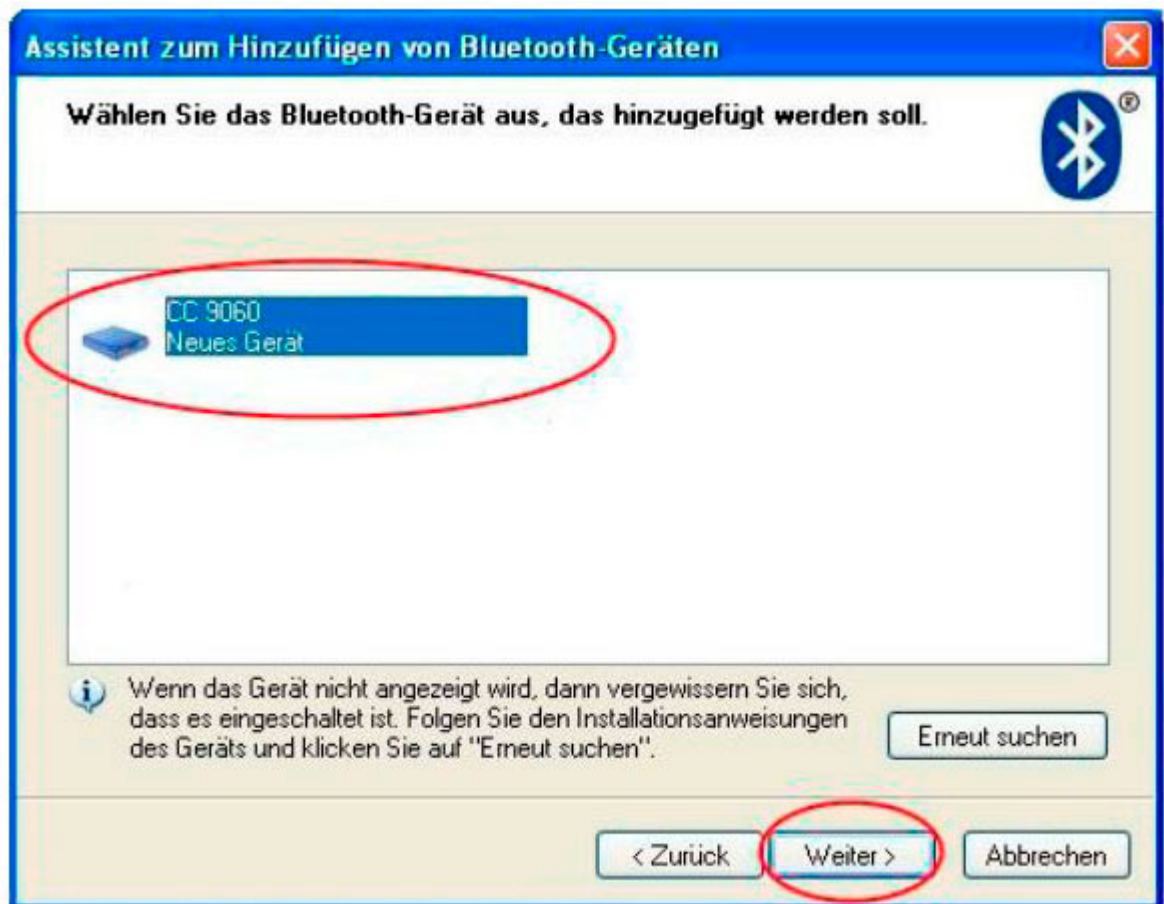 Assistent zum Hinzufügen von Bluetooth-Geräten
Wählen Sie das Bluetooth-Gerät aus, das hinzugefügt werden soll.
®
CC 9060
Neues Gerät
Wenn das Gerät nicht angezeigt wird, dann vergewissern Sie sich,
dass es eingeschaltet ist. Folgen Sie den Installationsanweisungen
des Geräts und klicken Sie auf "Erneut suchen".
Erneut suchen
< Zurück
Weiter >
Abbrechen